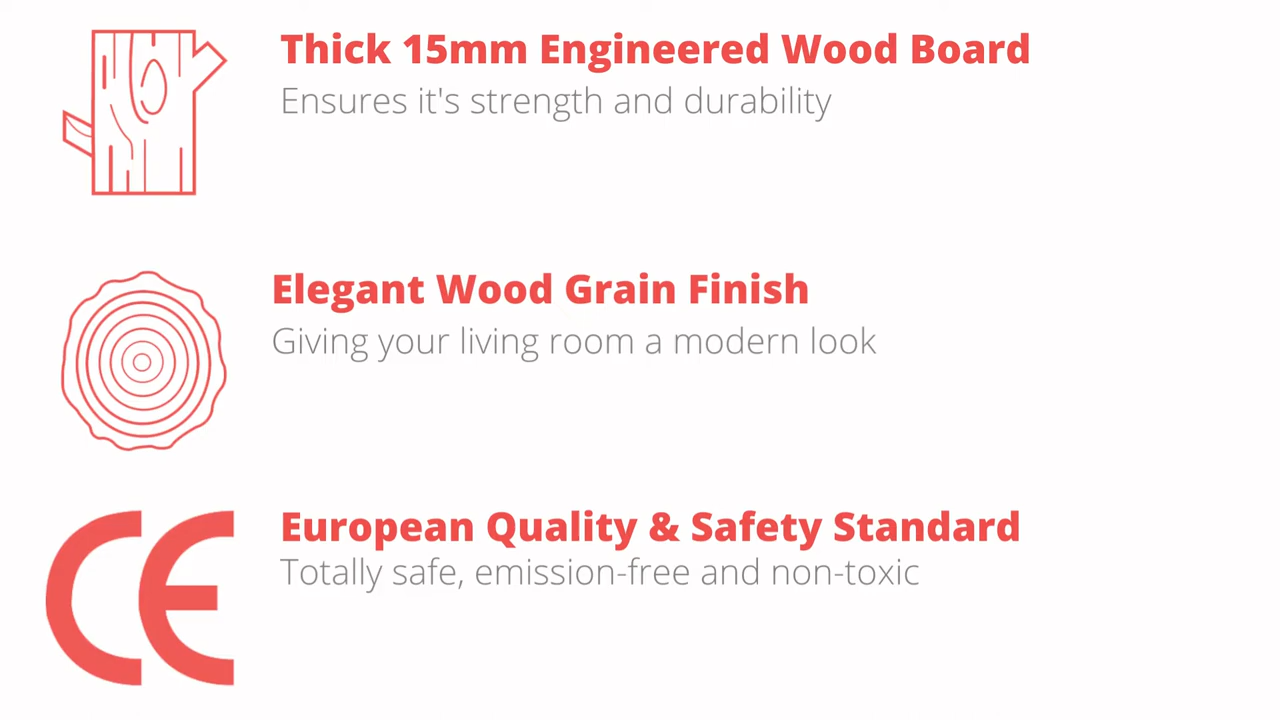 Thick 15mm Engineered Wood Board
Ensures it's strength and durability
Elegant Wood Grain Finish
Giving your living room a modern look
CE
European Quality & Safety Standard
Totally safe, emission-free and non-toxic